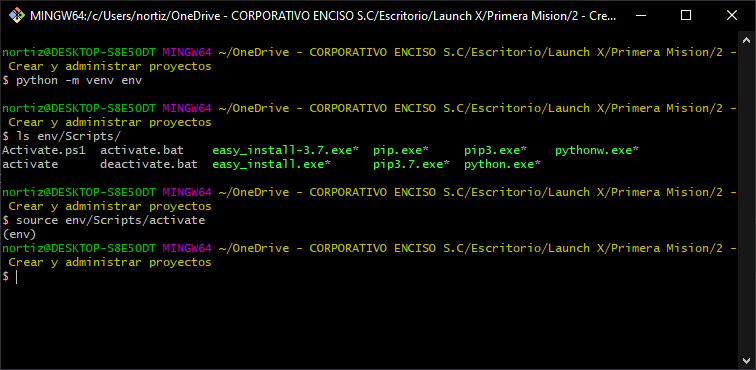 MINGW64:/c/Users/nortiz/OneDrive - CORPORATIVO ENCISO S.C/Escritorio/Launch X/Primera Mision/2 - Cre...
nortiz@DESKTOP-S8E5ODT MINGW64 ~/OneDrive - CORPORATIVO ENCISO S.C/Escritorio/Launch X/Primera Mision/2 -
Crear y administrar proyectos
$ python -m venv env
nortiz@DESKTOP-S8E5ODT MINGW64 ~/OneDrive - CORPORATIVO ENCISO S.C/Escritorio/Launch X/Primera Mision/2 -
Crear y administrar proyectos
$ ls env/Scripts/
Activate.ps1  activate.bat    easy_install-3.7.exe*  pip.exe*     pip3.exe*    pythonw.exe*
activate      deactivate.bat  easy_install.exe*      pip3.7.exe*  python.exe*
nortiz@DESKTOP-S8E5ODT MINGW64 ~/OneDrive - CORPORATIVO ENCISO S.C/Escritorio/Launch X/Primera Mision/2 -
Crear y administrar proyectos
$ source env/Scripts/activate
(env)
nortiz@DESKTOP-S8E5ODT MINGW64 ~/OneDrive - CORPORATIVO ENCISO S.C/Escritorio/Launch X/Primera Mision/2 -
Crear y administrar proyectos
$